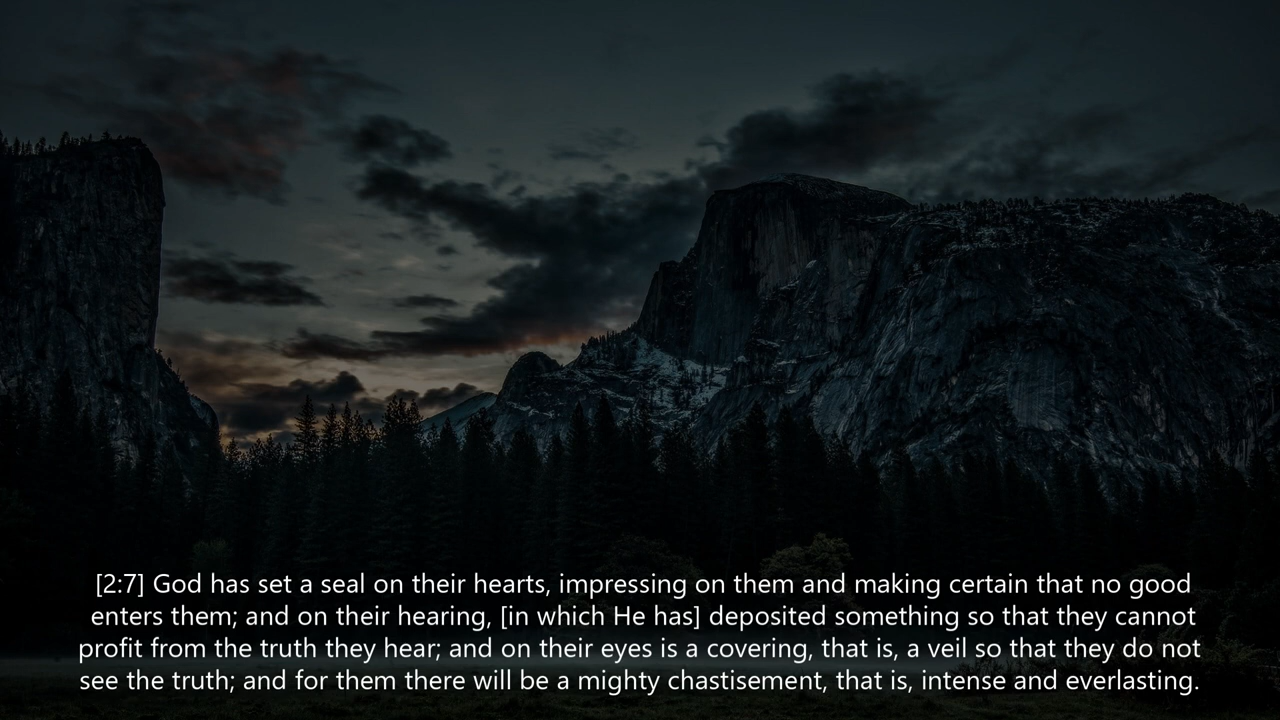 [2:7] God has set a seal on their hearts, impressing on them and making certain that no good
enters them; and on their hearing, [in which He has] deposited something so that they cannot
profit from the truth they hear; and on their eyes is a covering, that is, a veil so that they do not
see the truth; and for them there will be a mighty chastisement, that is, intense and everlasting.